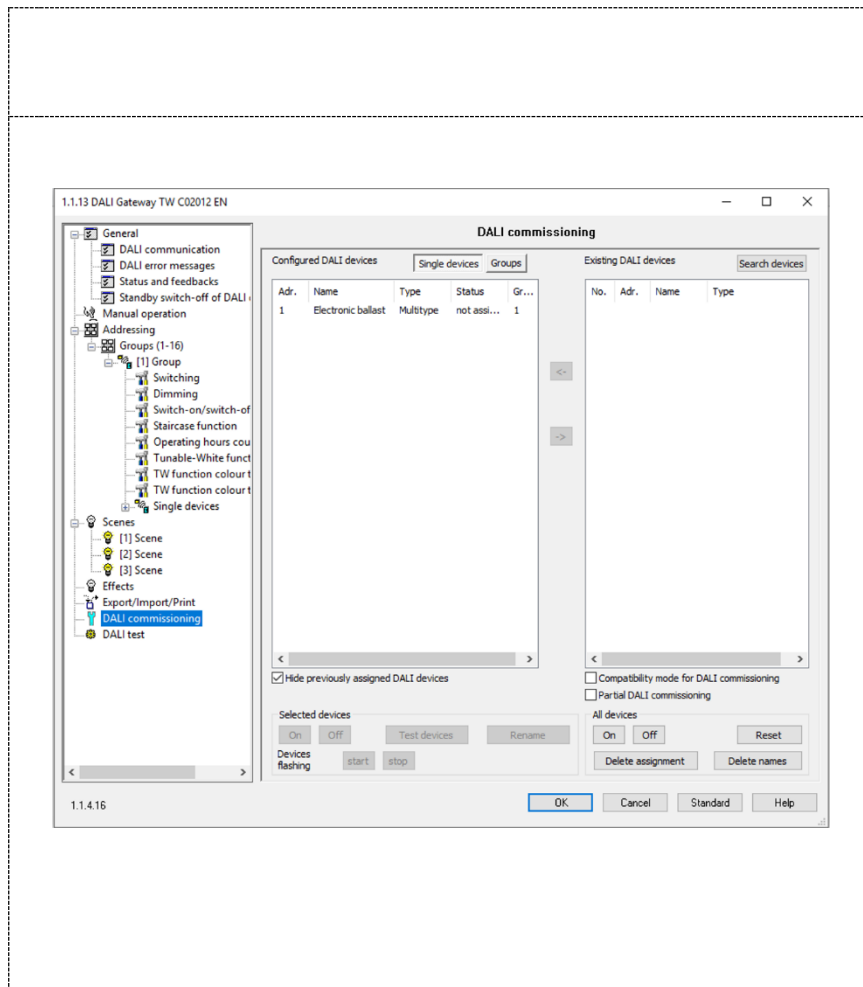 1.1.13 DALI Gateway TW C02012 EN
General
DALI communication
DALI error messages
Status and feedbacks
Standby switch-off of DALI
Manual operation
Addressing
Groups (1-16)
[1] Group
Switching
Dimming
Switch-on/switch-of
Staircase function
Operating hours cou
Tunable-White funct
TW function colour t
TW function colour t
Single devices
Scenes
[1] Scene
[2] Scene
[3] Scene
Effects
Export/Import/Print
DALI commissioning
DALI test
DALI commissioning
Configured DALI devices Single devices Groups
Adr. Name Type Status Gr...
1 Electronic ballast Multitype not assi... 1
<-
->
Existing DALI devices Search devices
No. Adr. Name Type
Hide previously assigned DALI devices
Compatibility mode for DALI commissioning
Partial DALI commissioning
Selected devices
On Off Test devices Rename
Devices flashing start stop
All devices
On Off Reset
Delete assignment Delete names
1.1.4.16
OK Cancel Standard Help